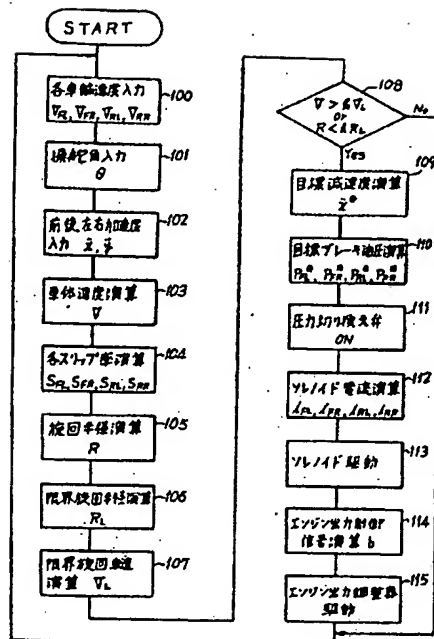 START
各車輪速度入力
V_FL, V_FR, V_RL, V_RR
100
操舵角入力
θ
101
前後,左右加速度
入力 ẍ, ÿ
102
車体速度演算
V
103
各スリップ率演算
S_FL, S_FR, S_RL, S_RR
104
旋回半径演算
R
105
限界旋回半径演算
R_L
106
限界旋回車速
演算 V_L
107
108
or
No
Yes
目標減速度演算
ẍ*
109
目標ブレーキ液圧演算
P_FL*, P_FR*, P_RL*, P_RR*
110
圧力切り換え弁
ON
111
ソレノイド電流演算
i_FL, i_FR, i_RL, i_RR
112
ソレノイド駆動
113
エンジン出力制御
信号演算 b
114
エンジン出力調整器
駆動
115